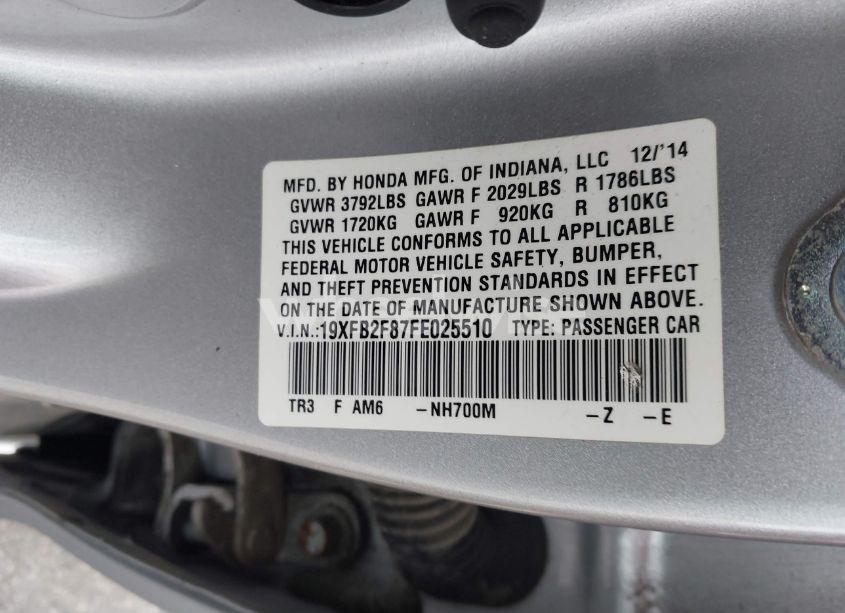 MFD. BY HONDA MFG. OF INDIANA, LLC 12/'14
GVWR 3792LBS GAWR F 2029LBS R 1786LBS
GVWR 1720KG GAWR F 920KG R 810KG
THIS VEHICLE CONFORMS TO ALL APPLICABLE
FEDERAL MOTOR VEHICLE SAFETY, BUMPER,
AND THEFT PREVENTION STANDARDS IN EFFECT
ON THE DATE OF MANUFACTURE SHOWN ABOVE.
V.I.N.:19XFB2F87FE025510 TYPE: PASSENGER CAR
TR3 F AM6 -NH700M -Z -E